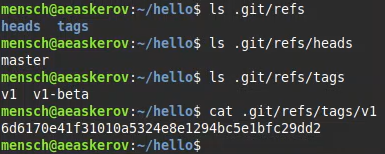 mensch@aeaskerov:~/hello$ ls .git/refs
heads  tags
mensch@aeaskerov:~/hello$ ls .git/refs/heads
master
mensch@aeaskerov:~/hello$ ls .git/refs/tags
v1  v1-beta
mensch@aeaskerov:~/hello$ cat .git/refs/tags/v1
6d6170e41f31010a5324e8e1294bc5e1bfc29dd2
mensch@aeaskerov:~/hello$